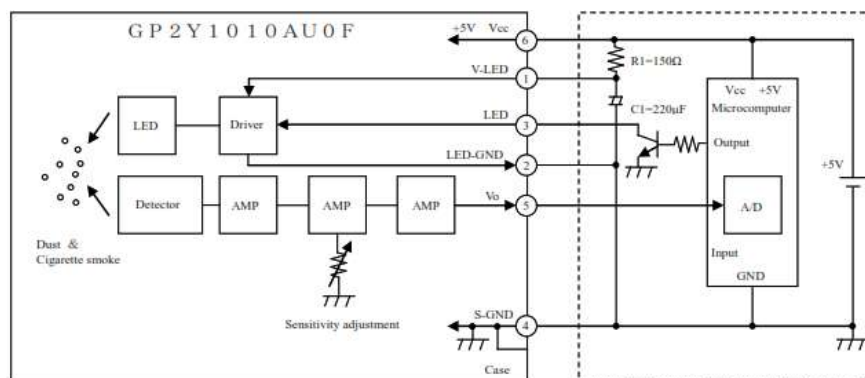 GP2Y1010AU0F
+5V Vcc
6
V-LED
1
R1=150Ω
LED
3
C1=220μF
Vcc +5V
Microcomputer
LED
Driver
Output
LED-GND
2
+5V
Detector
AMP
AMP
AMP
Vo
5
A/D
Dust &
Cigarette smoke
Input
GND
Sensitivity adjustment
S-GND
4
Case